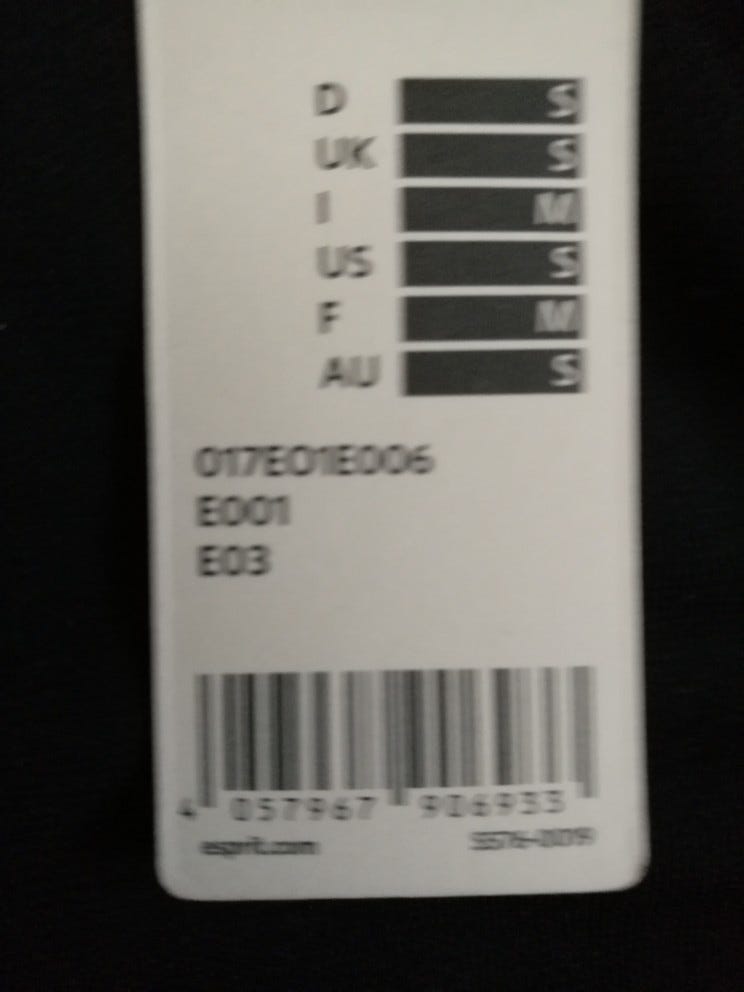 D S
UK S
I M
US S
F M
AU S
017EO1E006
E001
E03
4 057967 906933
esprit.com